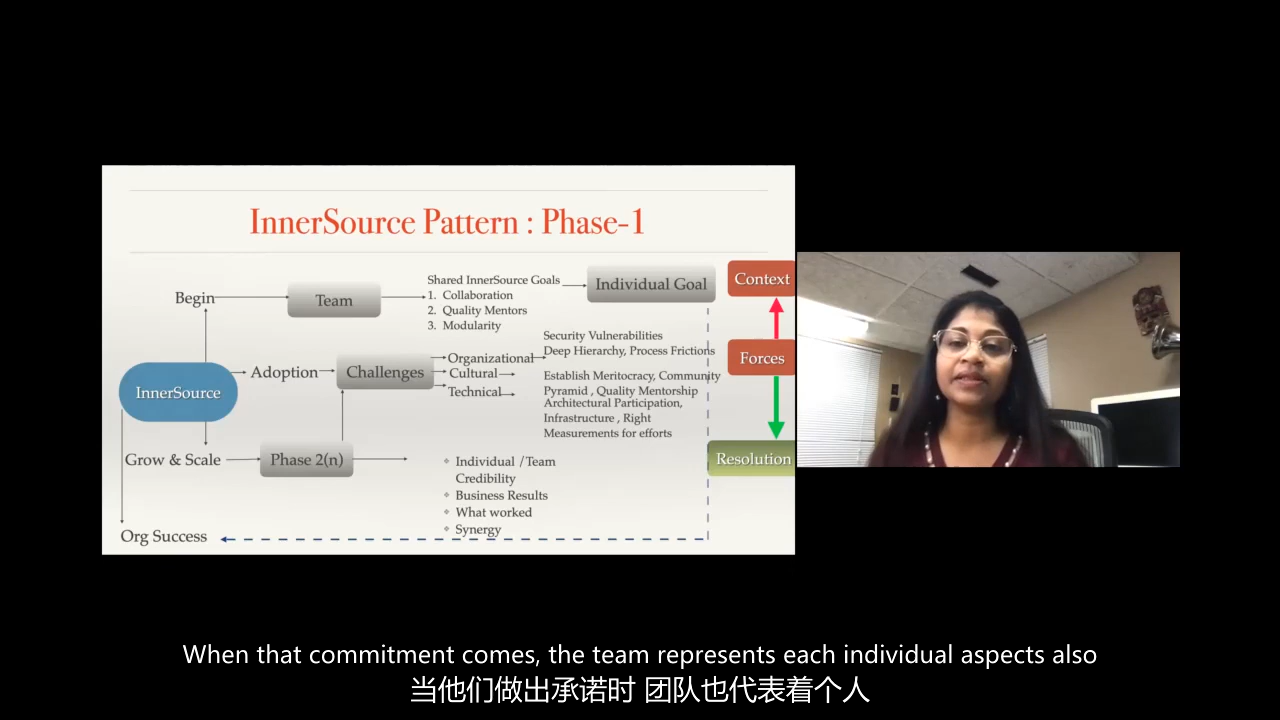 InnerSource Pattern : Phase-1
Begin
Team
Shared InnerSource Goals
1. Collaboration
2. Quality Mentors
3. Modularity
Individual Goal
Context
InnerSource
Adoption
Challenges
Organizational
Cultural
Technical
Security Vulnerabilities
Deep Hierarchy, Process Frictions
Establish Meritocracy, Community
Pyramid , Quality Mentorship
Architectural Participation,
Infrastructure , Right
Measurements for efforts
Forces
Grow & Scale
Phase 2(n)
Individual /Team
Credibility
Business Results
What worked
Synergy
Resolution
Org Success
When that commitment comes, the team represents each individual aspects also
当他们做出承诺时 团队也代表着个人